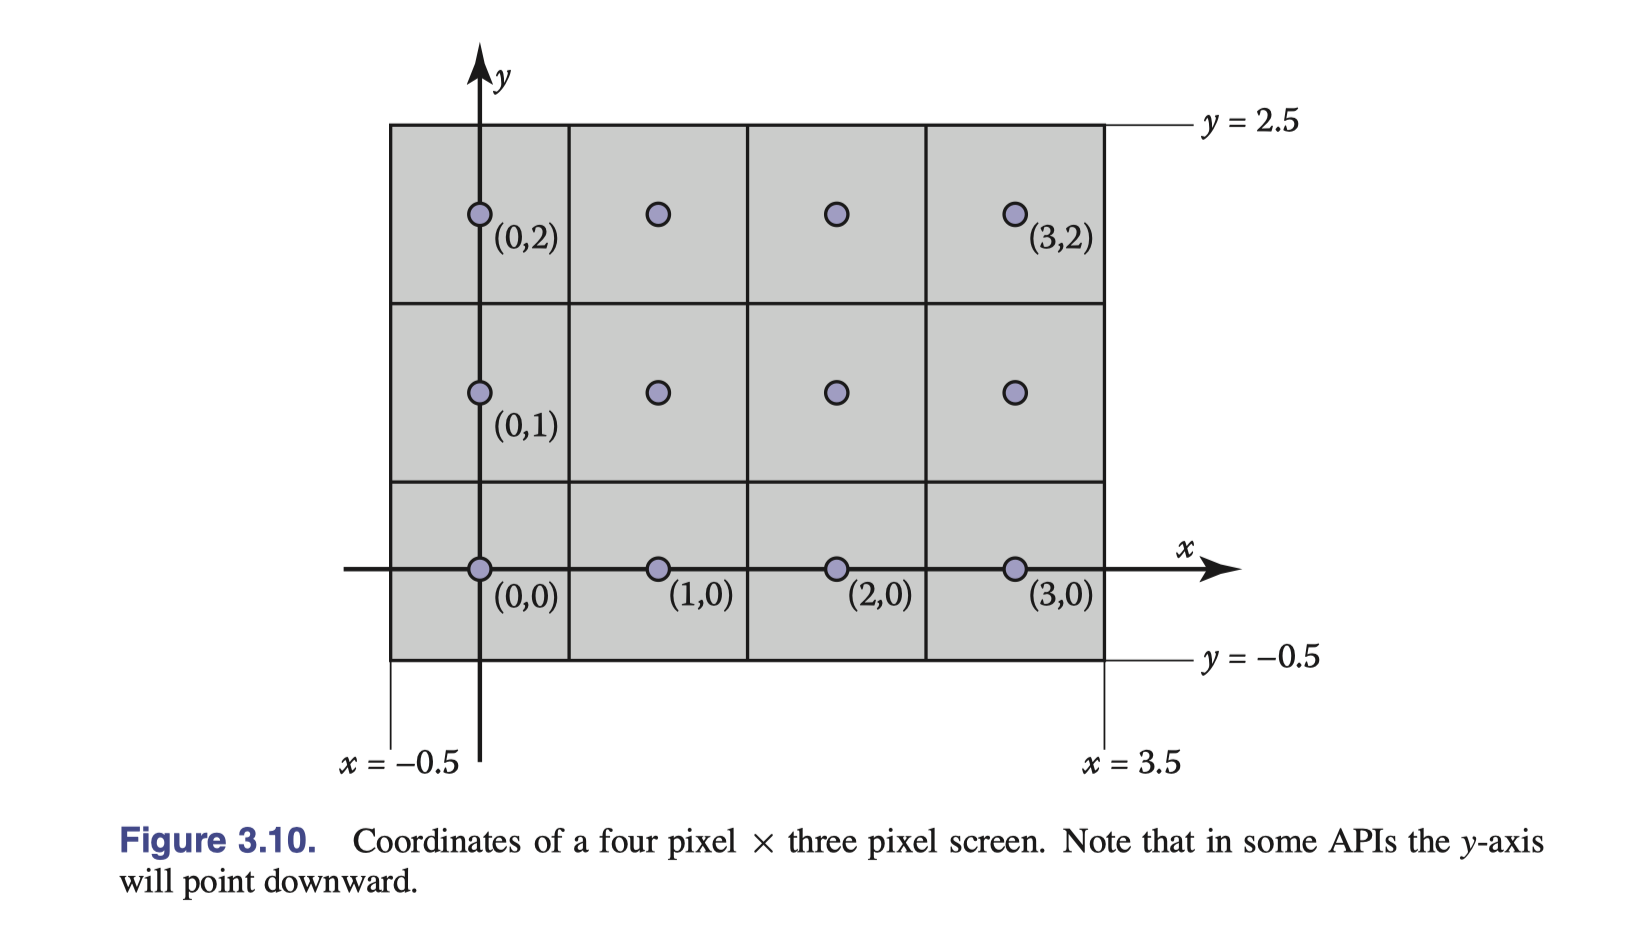 y
y = 2.5
(0,2)
(3,2)
(0,1)
x
(0,0)
(1,0)
(2,0)
(3,0)
y = −0.5
x = −0.5
x = 3.5
Figure 3.10. Coordinates of a four pixel × three pixel screen. Note that in some APIs the y-axis
will point downward.